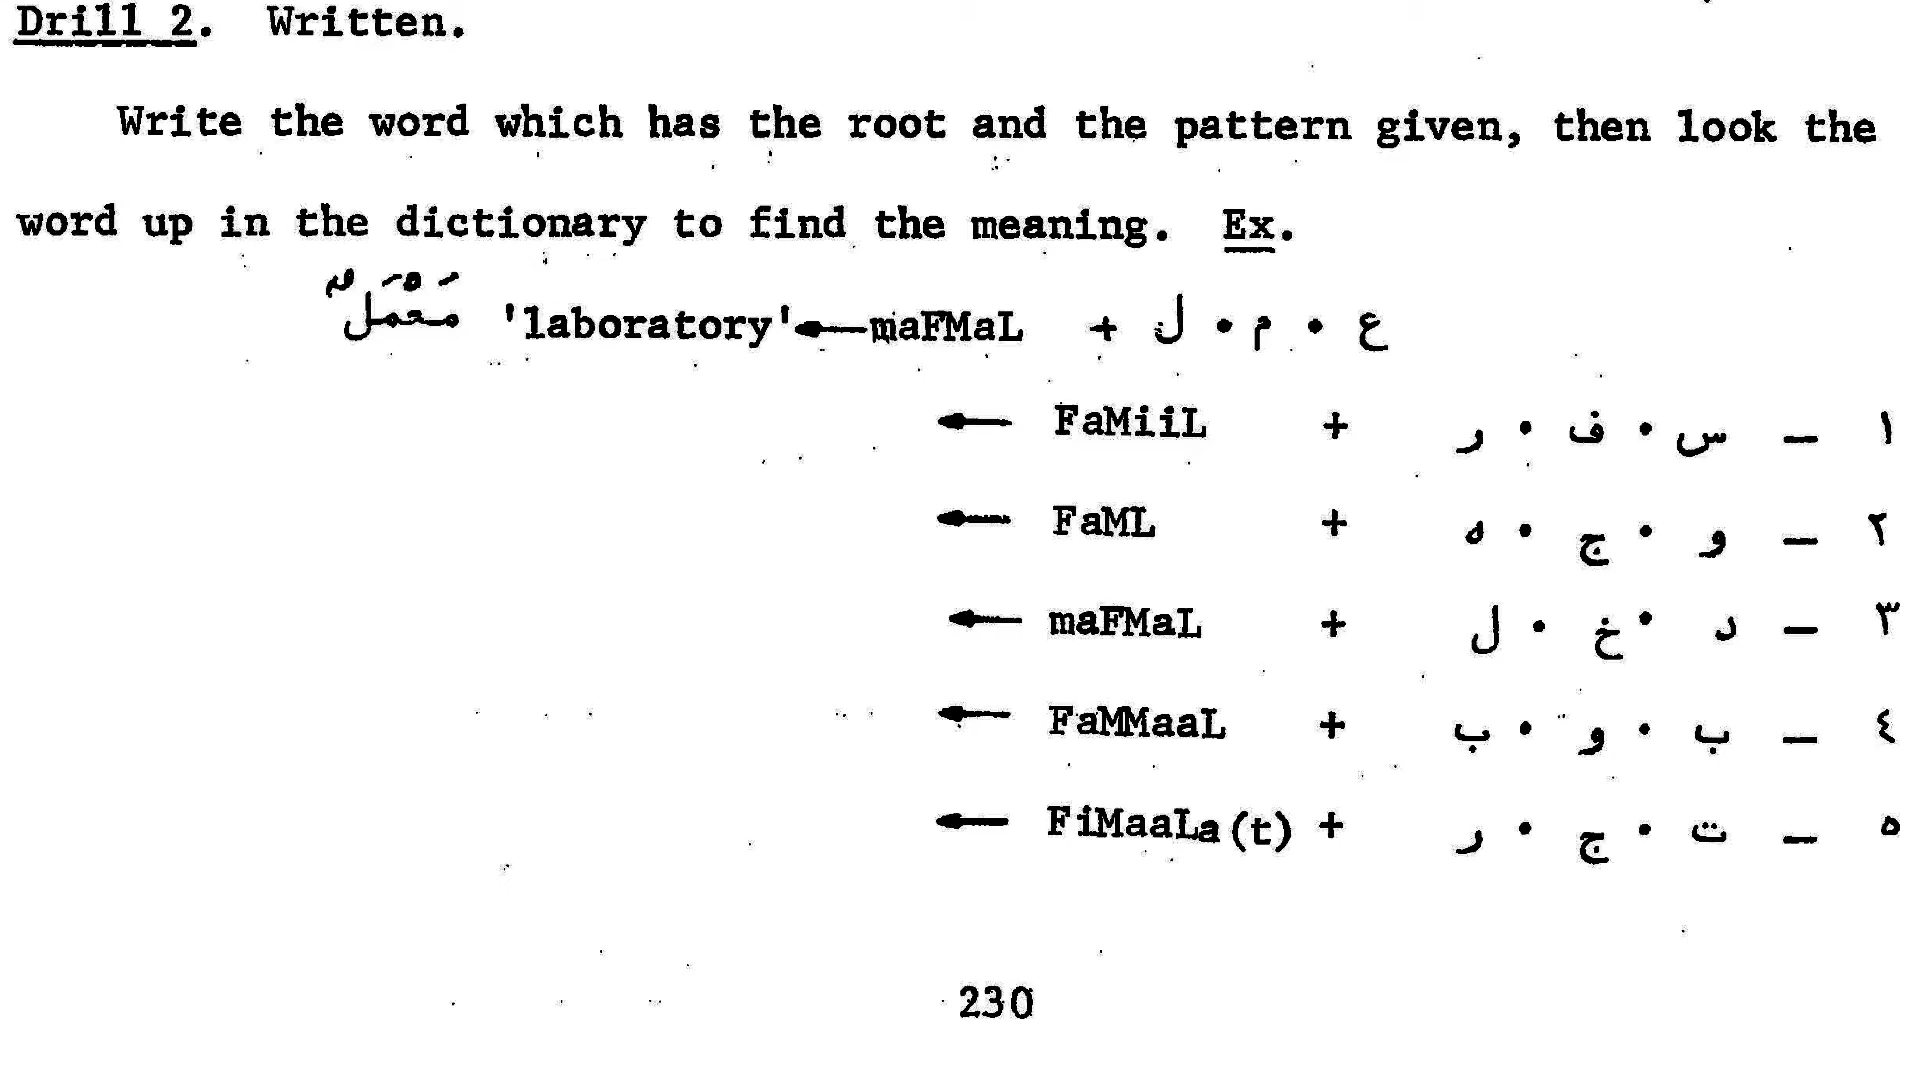 Drill 2. Written.
Write the word which has the root and the pattern given, then look the
word up in the dictionary to find the meaning. Ex.
ع • م • ل + maFMaL ← 'laboratory' مَعْمَلٌ
١ — س • ف • ر + FaMiiL ←
٢ — و • ج • ه + FaML ←
٣ — د • خ • ل + maFMaL ←
٤ — ب • و • ب + FaMMaaL ←
٥ — ت • ج • ر + FiMaaLa(t) ←
230